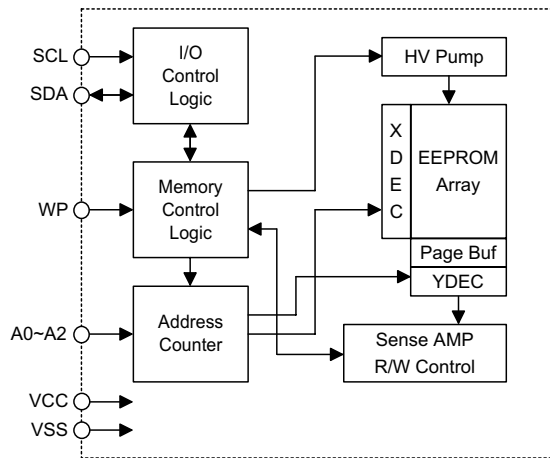 SCL
SDA
WP
A0~A2
VCC
VSS
I/O
Control
Logic
Memory
Control
Logic
Address
Counter
HV Pump
X
D
E
C
EEPROM
Array
Page Buf
YDEC
Sense AMP
R/W Control